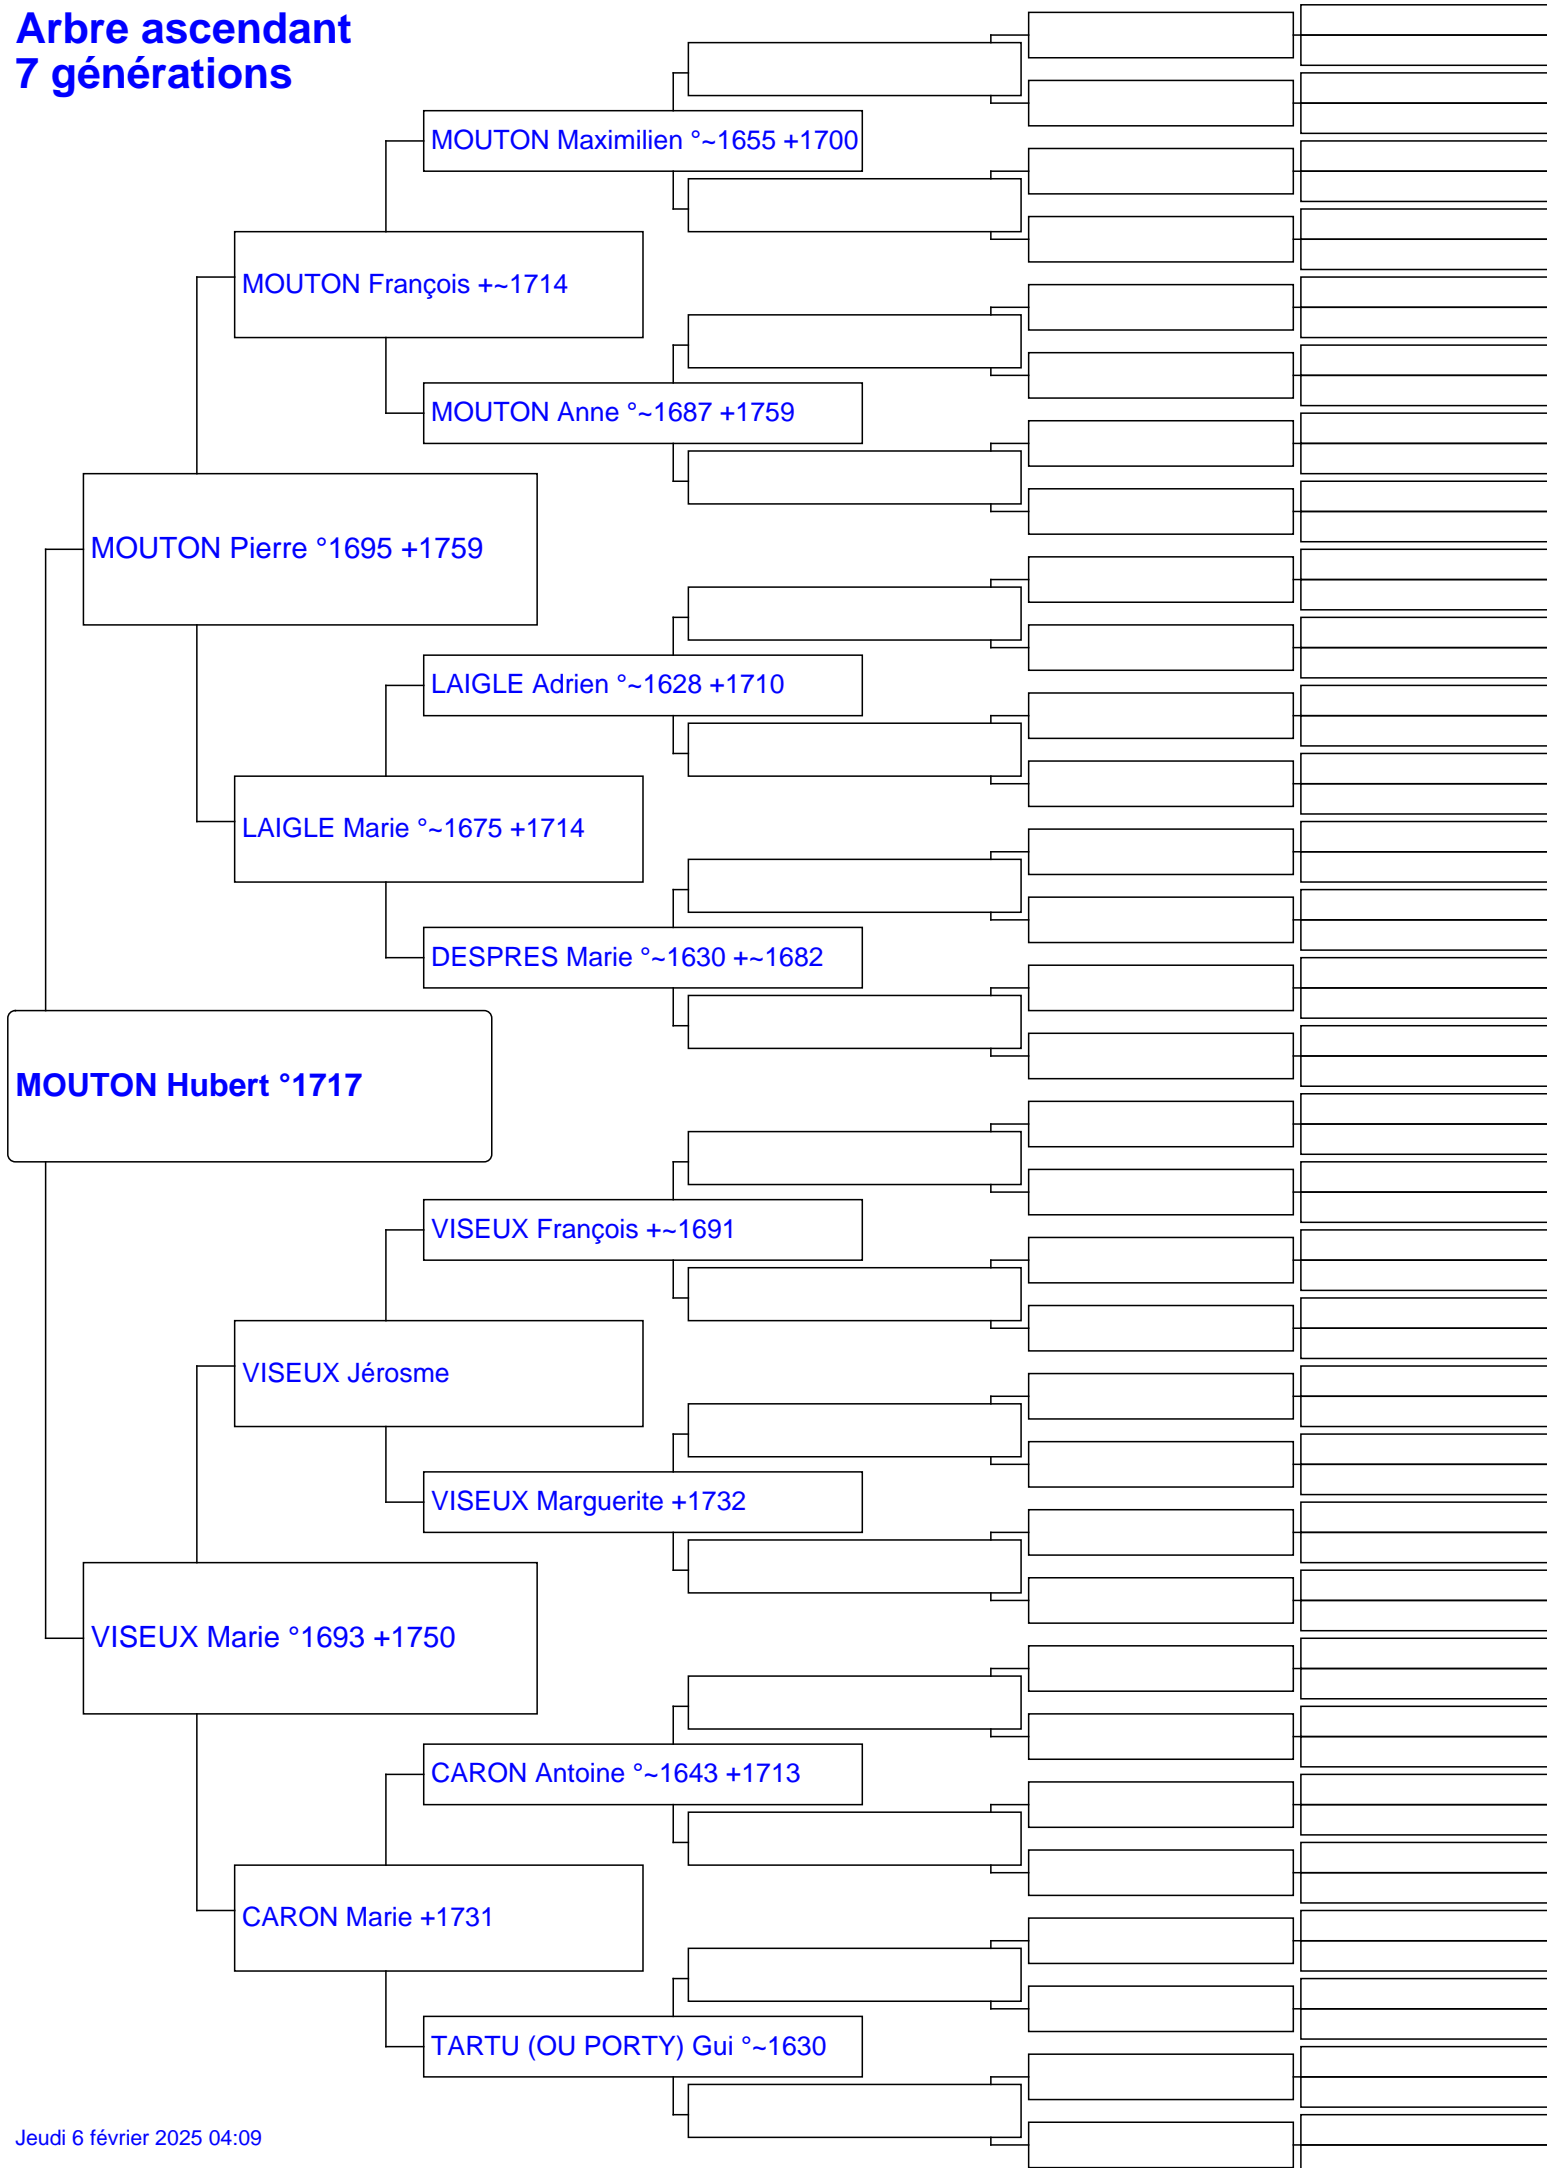 Arbre ascendant
7 générations
MOUTON Maximilien °~1655 +1700
MOUTON François +~1714
MOUTON Anne °~1687 +1759
MOUTON Pierre °1695 +1759
LAIGLE Adrien °~1628 +1710
LAIGLE Marie °~1675 +1714
DESPRES Marie °~1630 +~1682
MOUTON Hubert °1717
VISEUX François +~1691
VISEUX Jérosme
VISEUX Marguerite +1732
VISEUX Marie °1693 +1750
CARON Antoine °~1643 +1713
CARON Marie +1731
TARTU (OU PORTY) Gui °~1630
Jeudi 6 février 2025 04:09